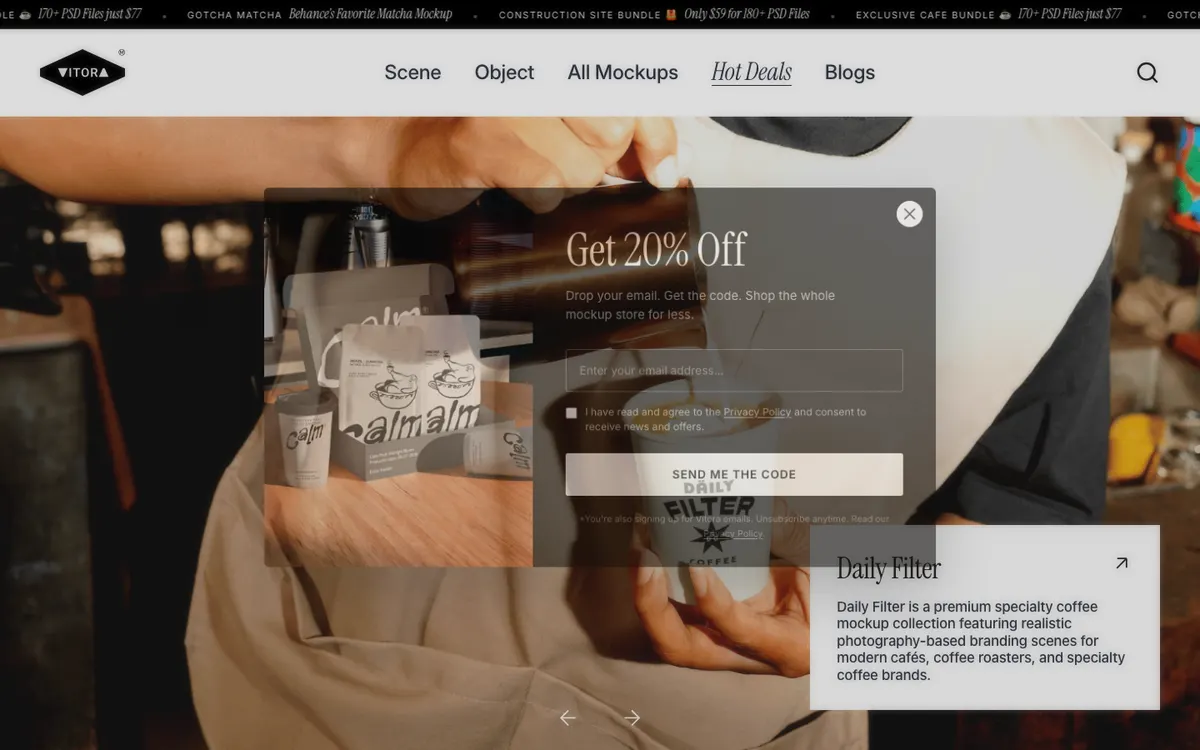 LE ☕ 170+ PSD Files just $77 • GOTCHA MATCHA Behance's Favorite Matcha Mockup • CONSTRUCTION SITE BUNDLE Only $59 for 180+ PSD Files • EXCLUSIVE CAFE BUNDLE ☕ 170+ PSD Files just $77 • GOTC
VITORA
Scene Object All Mockups Hot Deals Blogs
Get 20% Off
Drop your email. Get the code. Shop the whole
mockup store for less.
Enter your email address...
I have read and agree to the Privacy Policy and consent to
receive news and offers.
SEND ME THE CODE
*You're also signing up for Vitora emails. Unsubscribe anytime. Read our
Privacy Policy
calm
calm
calm
calm
Calm
DAILY
FILTER
COFFEE
Daily Filter
Daily Filter is a premium specialty coffee
mockup collection featuring realistic
photography-based branding scenes for
modern cafés, coffee roasters, and specialty
coffee brands.